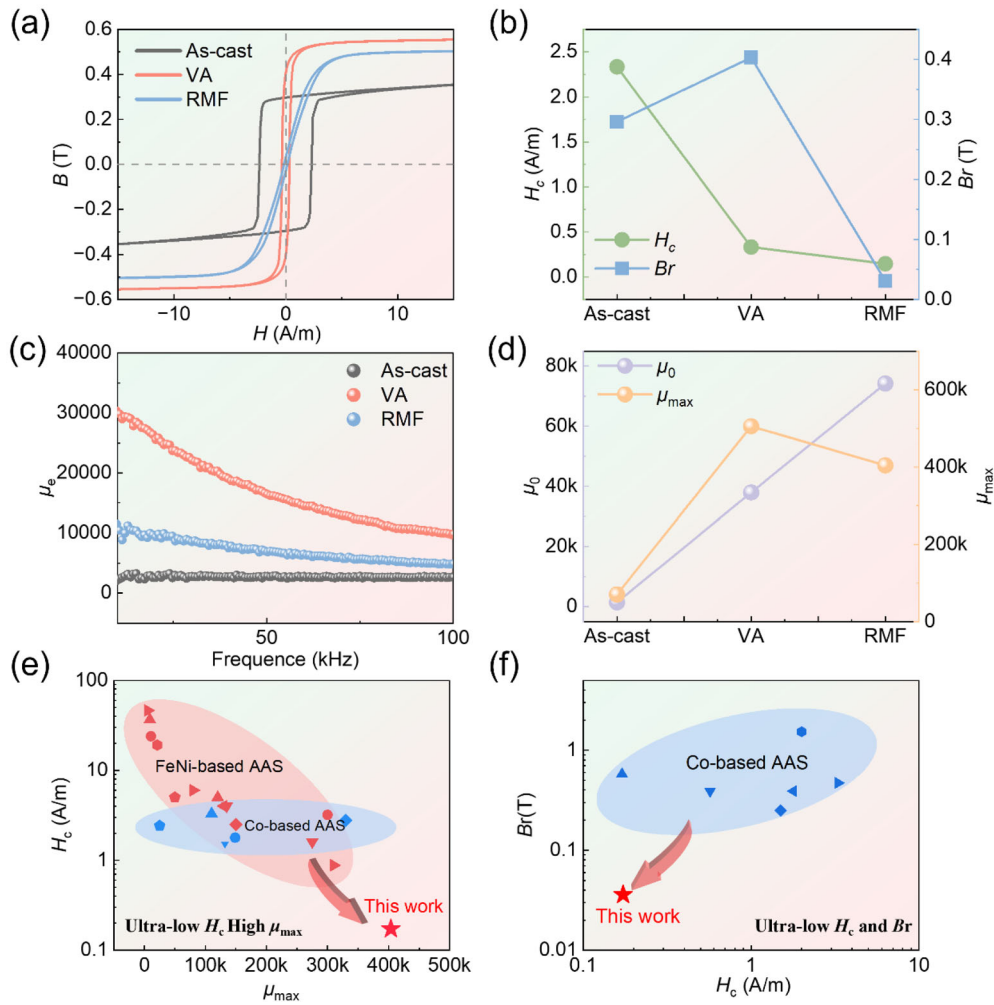 (a)
0.6
0.4
0.2
0.0
−0.2
−0.4
−0.6
B (T)
As-cast
VA
RMF
−10
0
10
H (A/m)
(b)
2.5
2.0
1.5
1.0
0.5
0.0
Hc (A/m)
Hc
Br
0.4
0.3
0.2
0.1
0.0
Br (T)
As-cast
VA
RMF
(c)
40000
30000
20000
10000
0
μe
As-cast
VA
RMF
50
100
Frequence (kHz)
(d)
80k
60k
40k
20k
0
μ0
μ0
μmax
600k
400k
200k
0
μmax
As-cast
VA
RMF
(e)
100
10
1
0.1
Hc (A/m)
FeNi-based AAS
Co-based AAS
This work
Ultra-low Hc High μmax
0
100k
200k
300k
400k
500k
μmax
(f)
1
0.1
0.01
Br(T)
Co-based AAS
This work
Ultra-low Hc and Br
0.1
1
10
Hc (A/m)